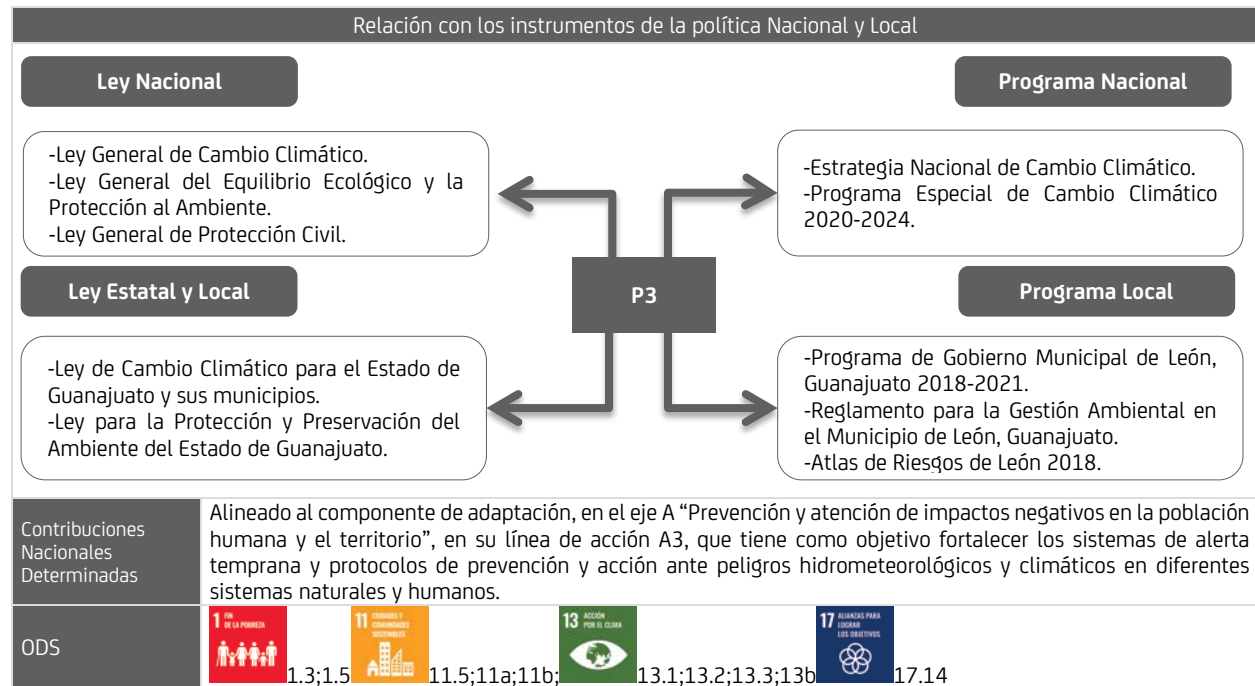 Relación con los instrumentos de la política Nacional y Local
Ley Nacional
-Ley General de Cambio Climático.
-Ley General del Equilibrio Ecológico y la
Protección al Ambiente.
-Ley General de Protección Civil.
Programa Nacional
-Estrategia Nacional de Cambio Climático.
-Programa Especial de Cambio Climático
2020-2024.
P3
Ley Estatal y Local
-Ley de Cambio Climático para el Estado de
Guanajuato y sus municipios.
-Ley para la Protección y Preservación del
Ambiente del Estado de Guanajuato.
Programa Local
-Programa de Gobierno Municipal de León,
Guanajuato 2018-2021.
-Reglamento para la Gestión Ambiental en
el Municipio de León, Guanajuato.
-Atlas de Riesgos de León 2018.
Contribuciones
Nacionales
Determinadas
Alineado al componente de adaptación, en el eje A “Prevención y atención de impactos negativos en la población
humana y el territorio”, en su línea de acción A3, que tiene como objetivo fortalecer los sistemas de alerta
temprana y protocolos de prevención y acción ante peligros hidrometeorológicos y climáticos en diferentes
sistemas naturales y humanos.
ODS
1 FIN
DE LA POBREZA
1.3;1.5
11 CIUDADES Y
COMUNIDADES
SOSTENIBLES
11.5;11a;11b;
13 ACCIÓN
POR EL CLIMA
13.1;13.2;13.3;13b
17 ALIANZAS PARA
LOGRAR
LOS OBJETIVOS
17.14